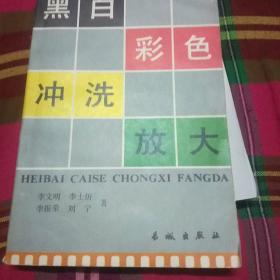 黑白
彩色
冲洗
放大
HEIBAI CAISE CHONGXI FANGDA
李文明 李士炘
李振荣 刘宁 著
长城出版社